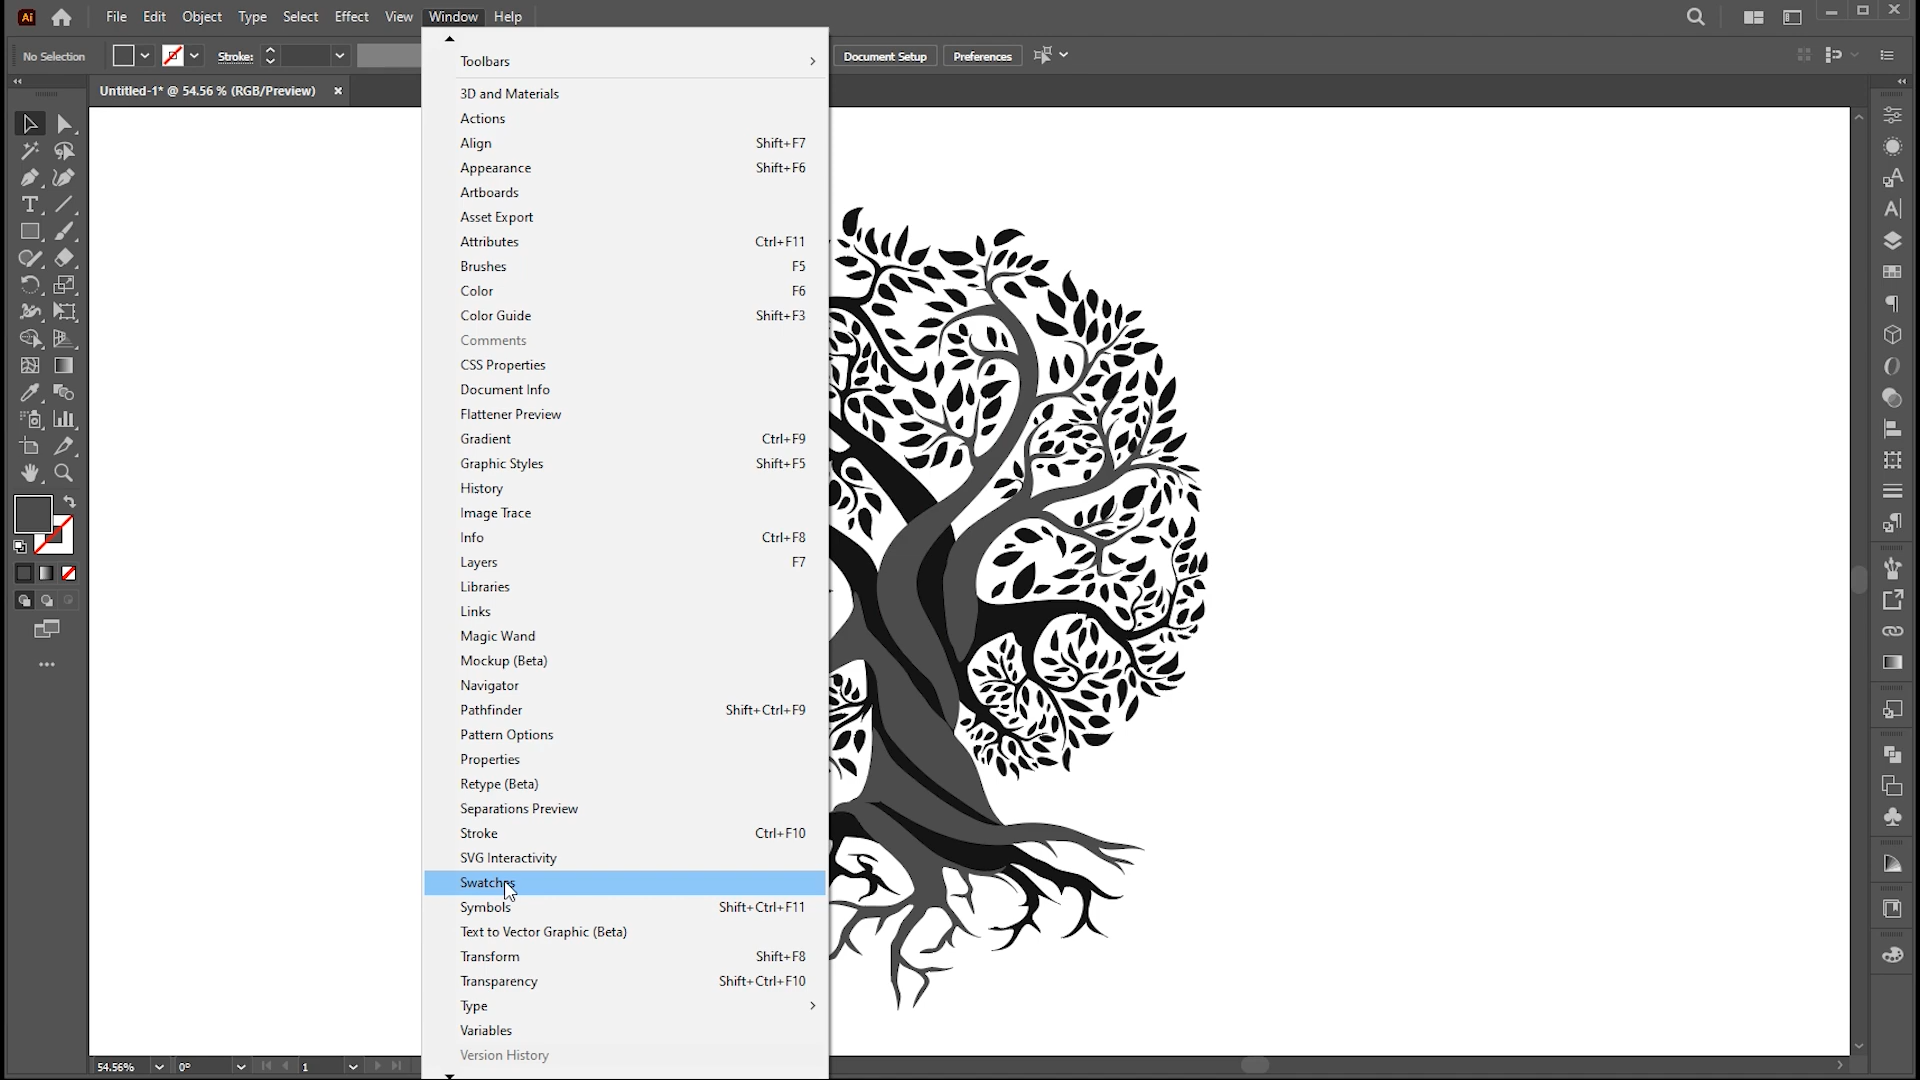 Ai File Edit Object Type Select Effect View Window Help
No Selection Stroke: Document Setup Preferences
Untitled-1* @ 54.56 % (RGB/Preview) ×
Toolbars
3D and Materials
Actions
Align Shift+F7
Appearance Shift+F6
Artboards
Asset Export
Attributes Ctrl+F11
Brushes F5
Color F6
Color Guide Shift+F3
Comments
CSS Properties
Document Info
Flattener Preview
Gradient Ctrl+F9
Graphic Styles Shift+F5
History
Image Trace
Info Ctrl+F8
Layers F7
Libraries
Links
Magic Wand
Mockup (Beta)
Navigator
Pathfinder Shift+Ctrl+F9
Pattern Options
Properties
Retype (Beta)
Separations Preview
Stroke Ctrl+F10
SVG Interactivity
Swatches
Symbols Shift+Ctrl+F11
Text to Vector Graphic (Beta)
Transform Shift+F8
Transparency Shift+Ctrl+F10
Type
Variables
Version History
54.56% 0° 1